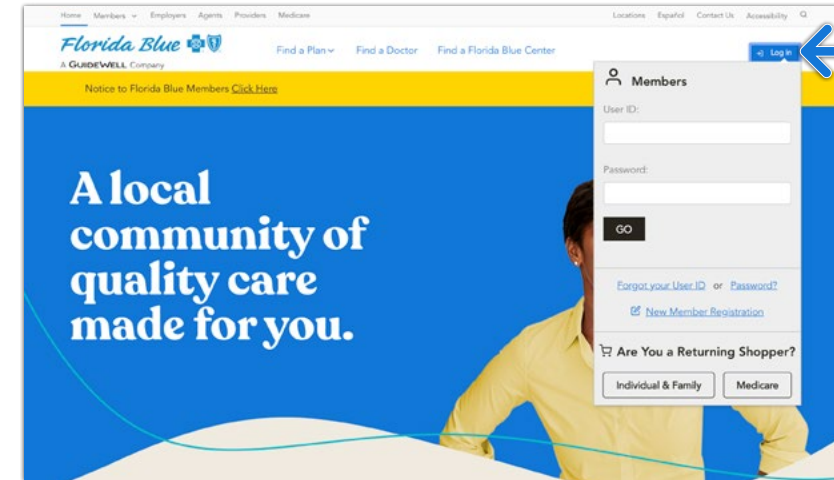 Home Members Employers Agents Providers Medicare
Locations Español Contact Us Accessibility
Florida Blue
A GUIDEWELL Company
Find a Plan Find a Doctor Find a Florida Blue Center
Log in
Notice to Florida Blue Members Click Here
A local
community of
quality care
made for you.
Members
User ID:
Password:
GO
Forgot your User ID or Password?
New Member Registration
Are You a Returning Shopper?
Individual & Family Medicare